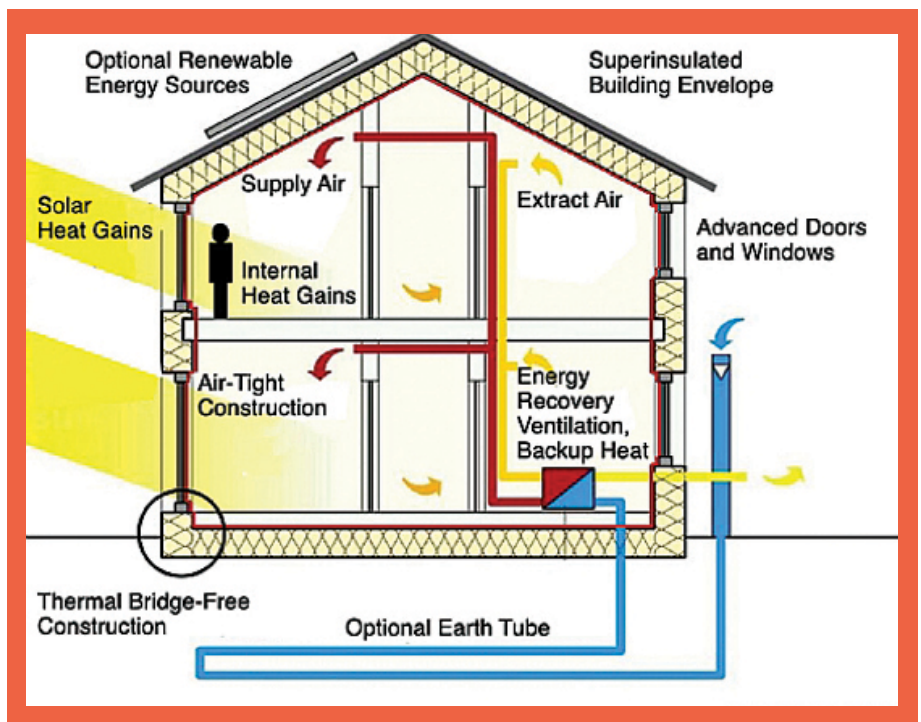 Optional Renewable
Energy Sources
Superinsulated
Building Envelope
Supply Air
Extract Air
Solar
Heat Gains
Advanced Doors
and Windows
Internal
Heat Gains
Air-Tight
Construction
Energy
Recovery
Ventilation,
Backup Heat
Thermal Bridge-Free
Construction
Optional Earth Tube